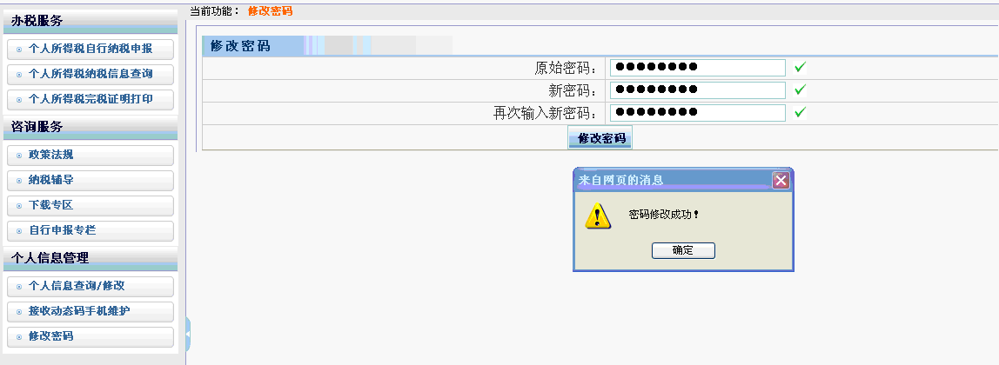 办税服务
个人所得税自行纳税申报
个人所得税纳税信息查询
个人所得税完税证明打印
咨询服务
政策法规
纳税辅导
下载专区
自行申报专栏
个人信息管理
个人信息查询/修改
接收动态码手机维护
修改密码
当前功能： 修改密码
修改密码
原始密码： ●●●●●●●●
新密码： ●●●●●●●●
再次输入新密码： ●●●●●●●●
修改密码
来自网页的消息
密码修改成功！
确定